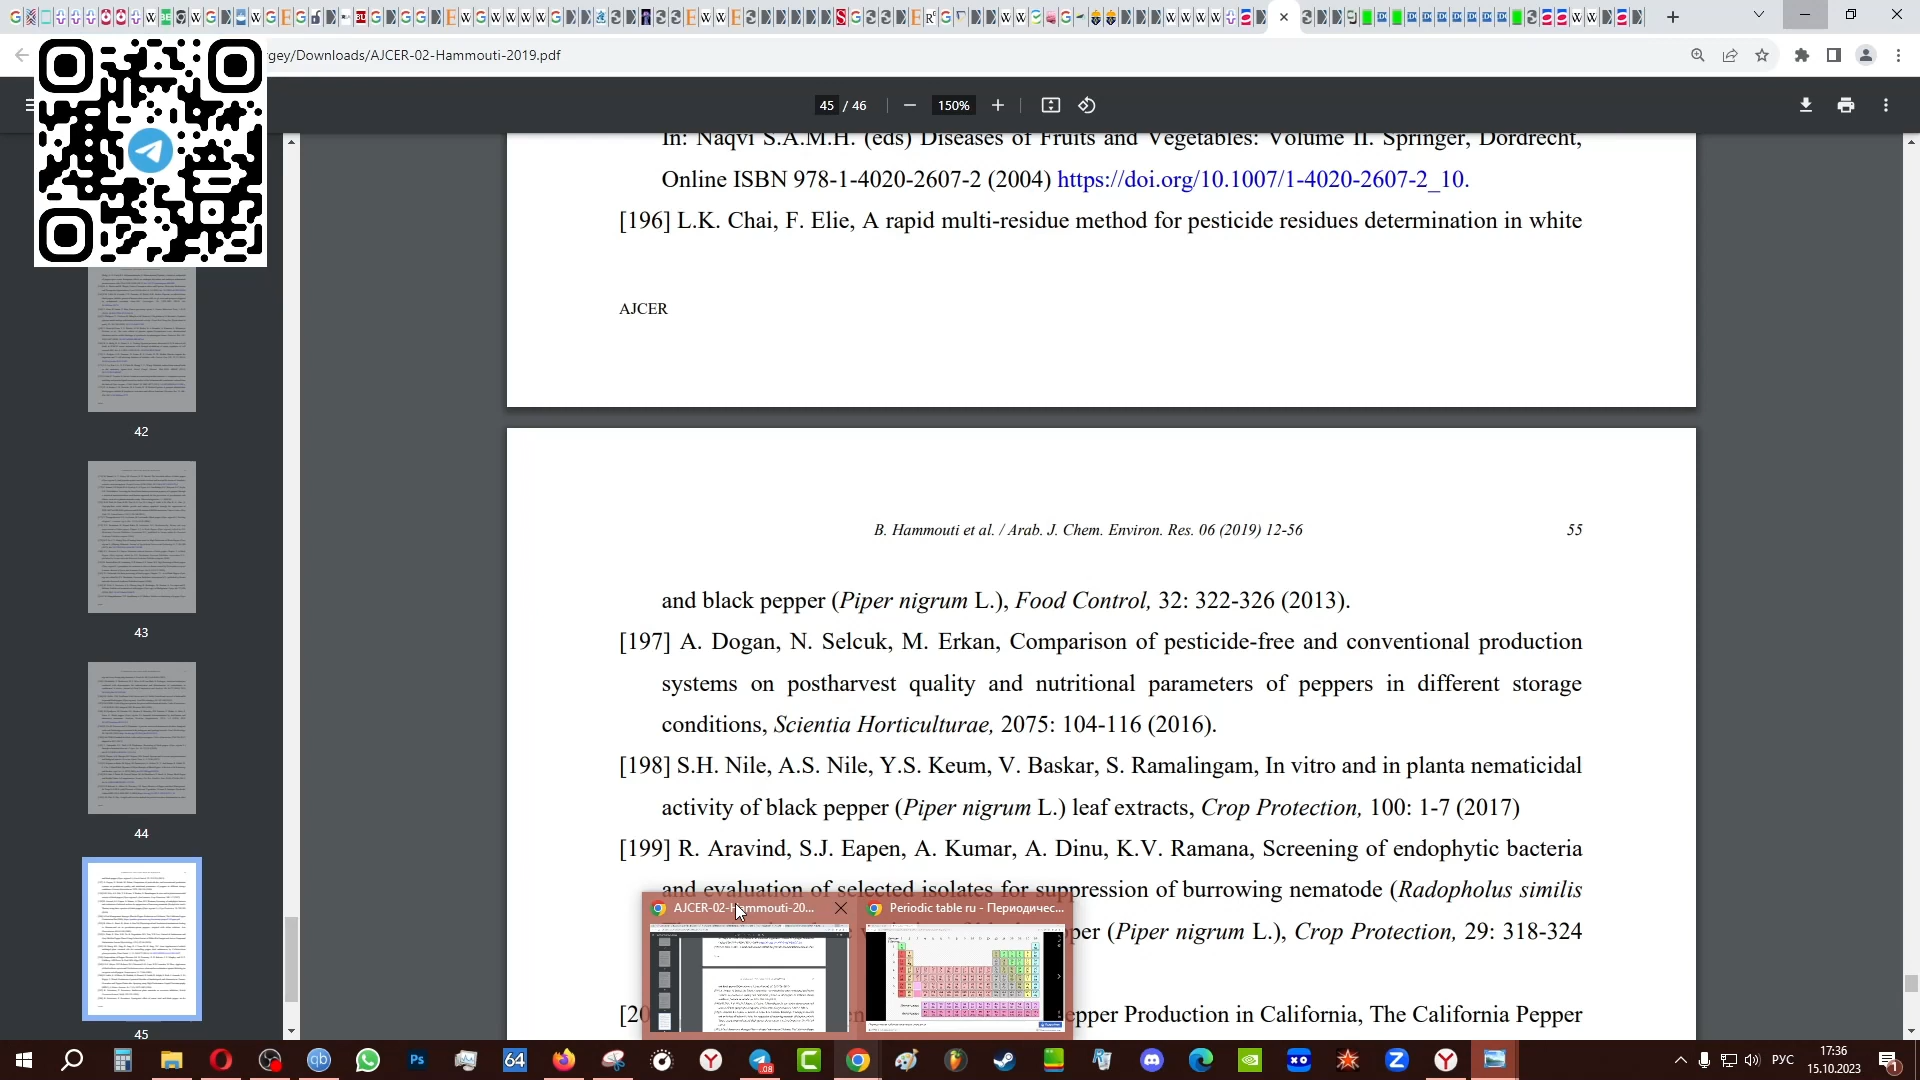 gey/Downloads/AJCER-02-Hammouti-2019.pdf
45 / 46
150%
In: Naqvi S.A.M.H. (eds) Diseases of Fruits and Vegetables: Volume II. Springer, Dordrecht,
Online ISBN 978-1-4020-2607-2 (2004) https://doi.org/10.1007/1-4020-2607-2_10.
[196] L.K. Chai, F. Elie, A rapid multi-residue method for pesticide residues determination in white
AJCER
42
43
44
45
B. Hammouti et al. / Arab. J. Chem. Environ. Res. 06 (2019) 12-56 55
and black pepper (Piper nigrum L.), Food Control, 32: 322-326 (2013).
[197] A. Dogan, N. Selcuk, M. Erkan, Comparison of pesticide-free and conventional production
systems on postharvest quality and nutritional parameters of peppers in different storage
conditions, Scientia Horticulturae, 2075: 104-116 (2016).
[198] S.H. Nile, A.S. Nile, Y.S. Keum, V. Baskar, S. Ramalingam, In vitro and in planta nematicidal
activity of black pepper (Piper nigrum L.) leaf extracts, Crop Protection, 100: 1-7 (2017)
[199] R. Aravind, S.J. Eapen, A. Kumar, A. Dinu, K.V. Ramana, Screening of endophytic bacteria
and evaluation of selected isolates for suppression of burrowing nematode (Radopholus similis
(Piper nigrum L.), Crop Protection, 29: 318-324
[20
epper Production in California, The California Pepper
AJCER-02-Hammouti-20...
Periodic table ru - Периодичес...
Ps
64
.08
РУС
17:36
15.10.2023
1